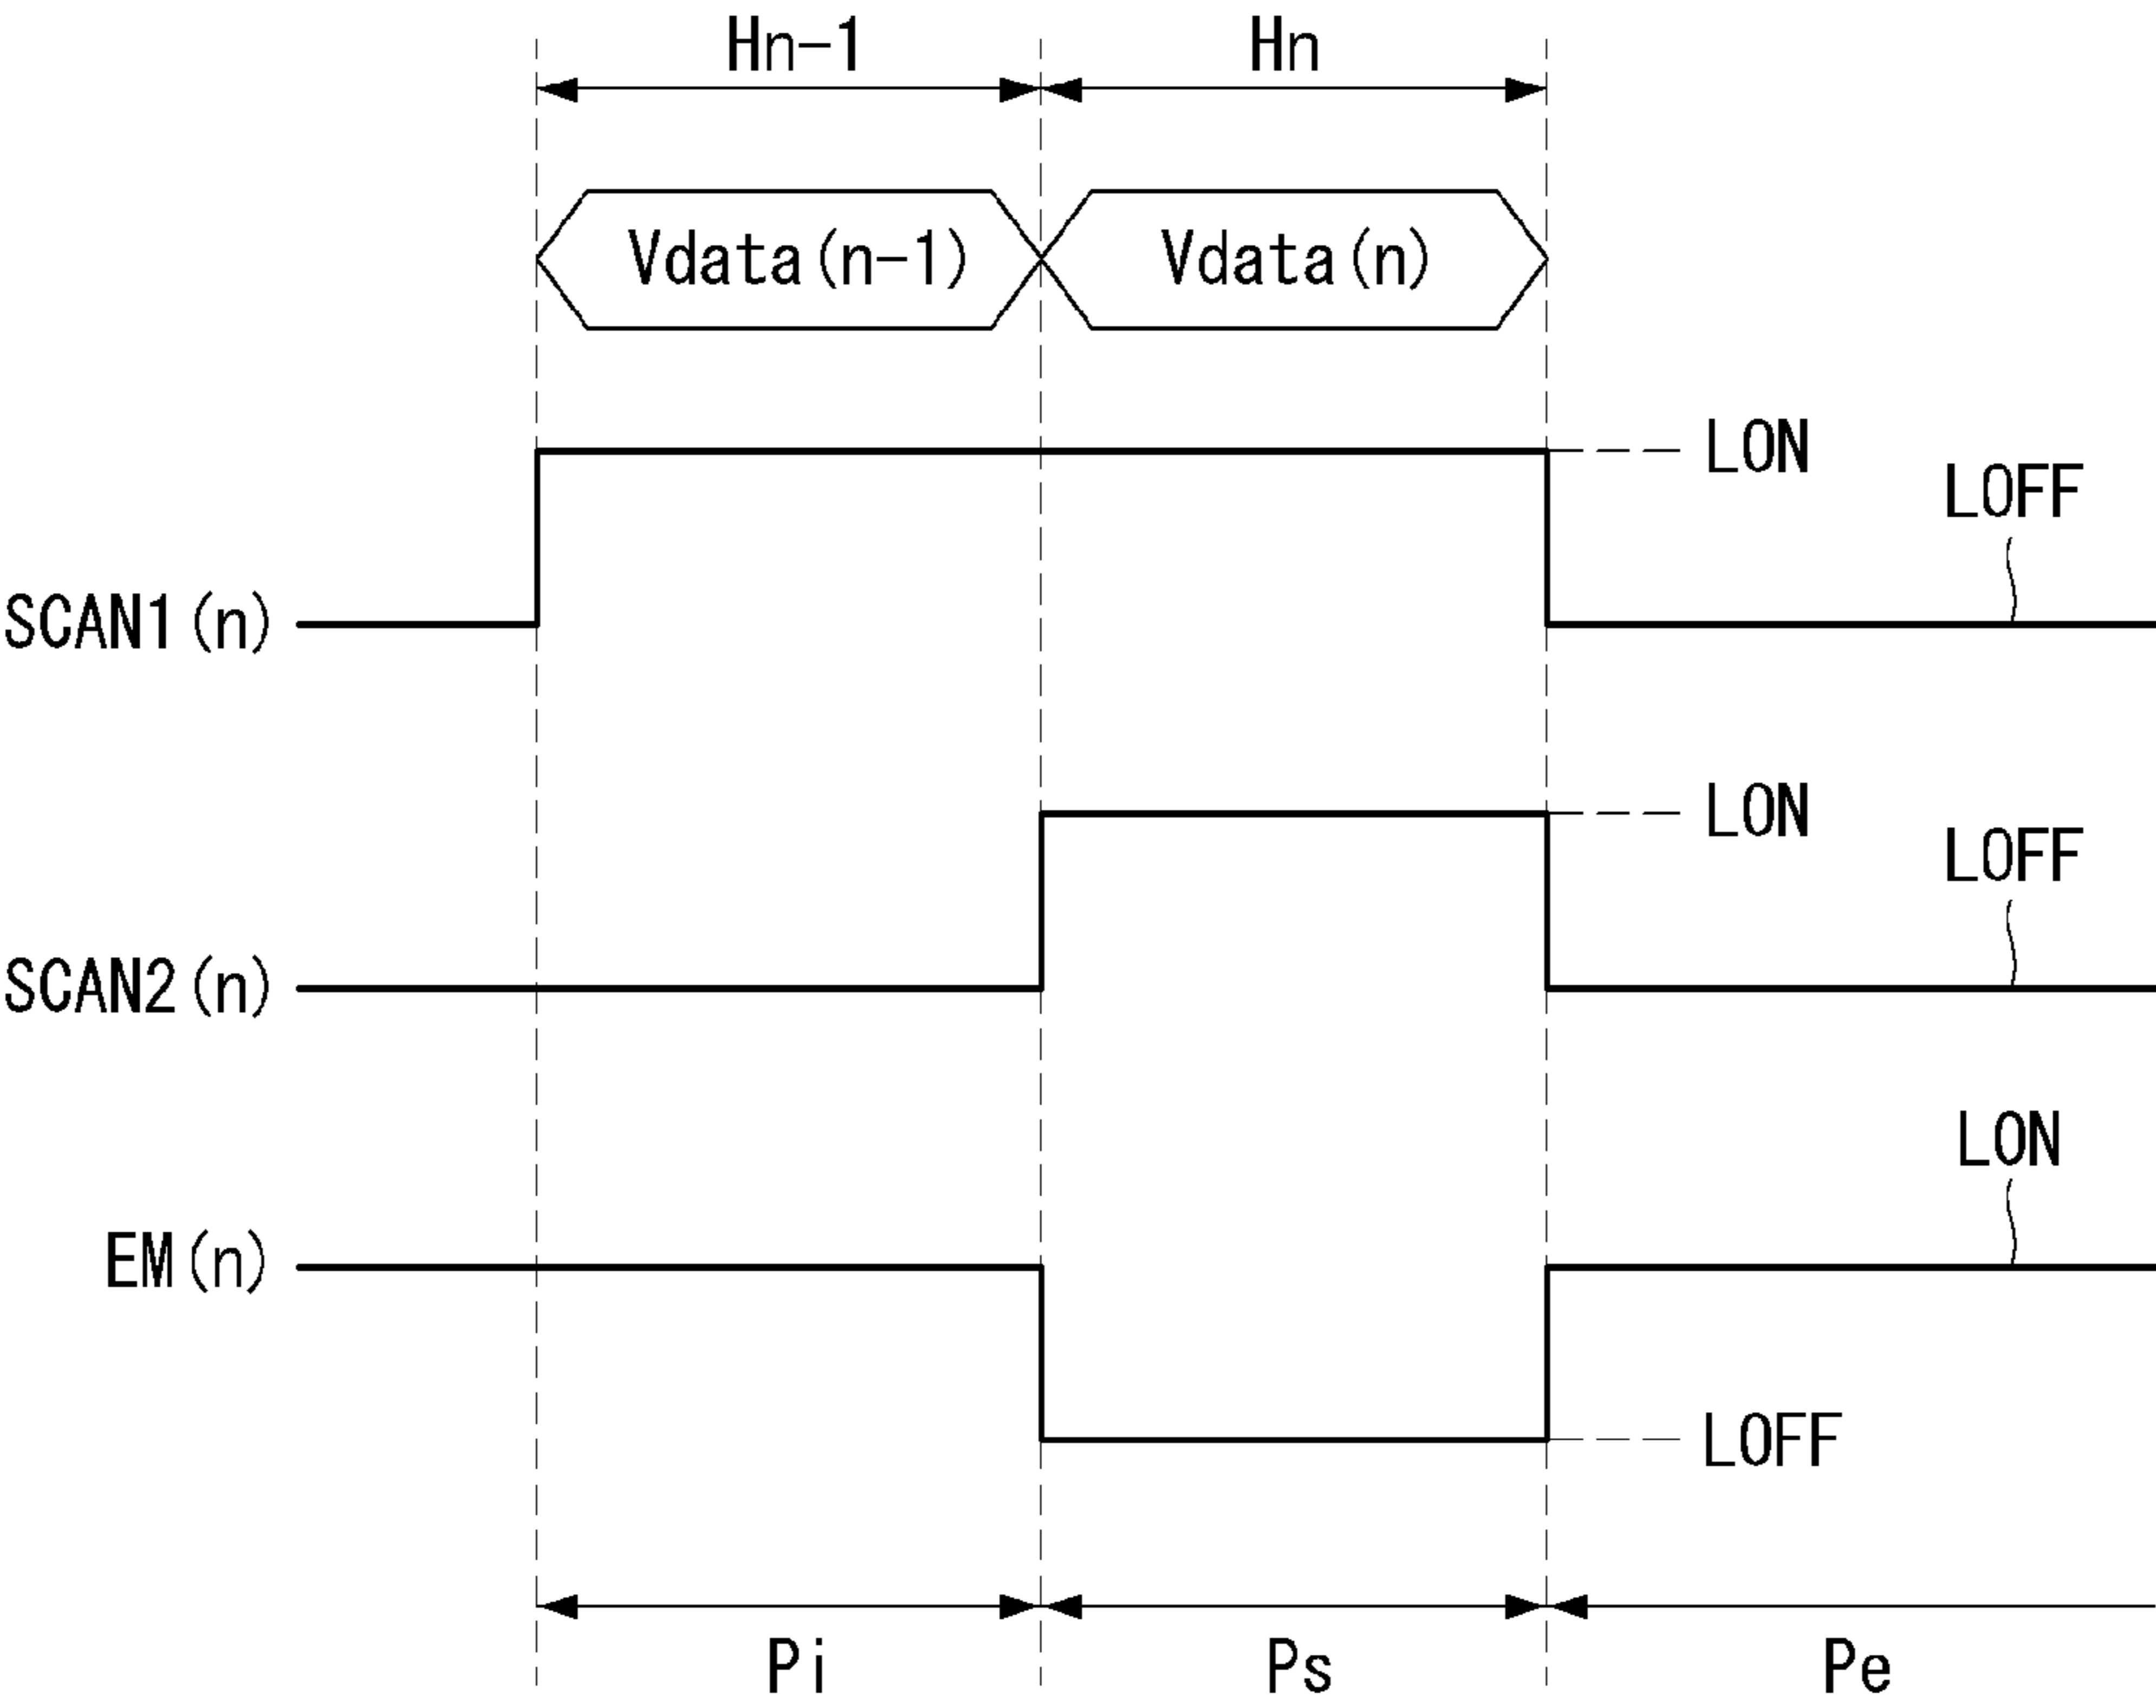 Hn-1 Hn
Vdata(n-1) Vdata(n)
LON
LOFF
SCAN1(n)
LON
LOFF
SCAN2(n)
LON
EM(n)
LOFF
Pi Ps Pe